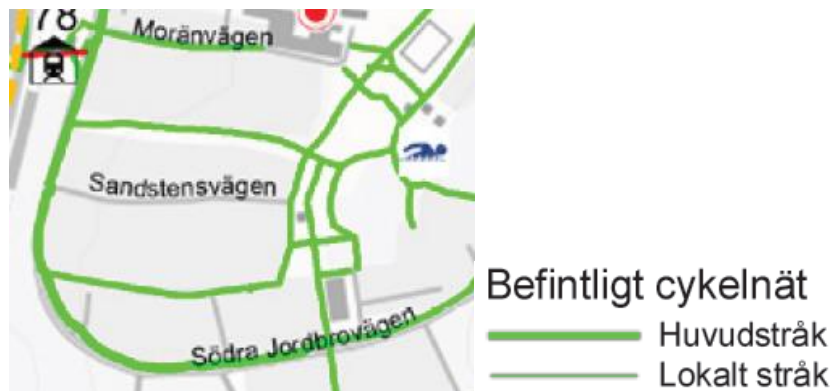 78
Moränvägen
Sandstensvägen
Södra Jordbrovägen
Befintligt cykelnät
Huvudstråk
Lokalt stråk